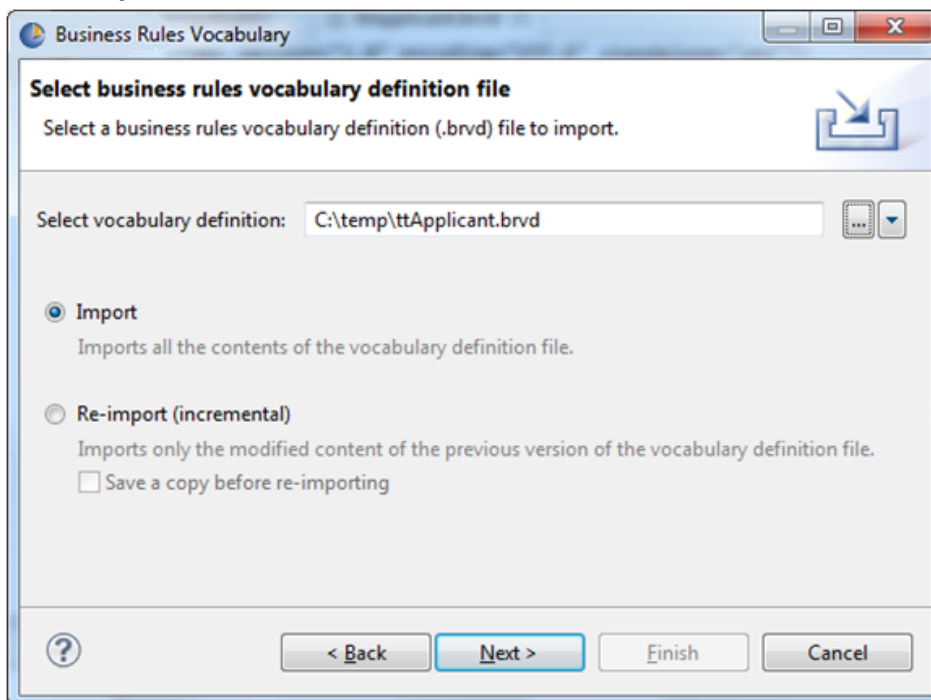 Business Rules Vocabulary
Select business rules vocabulary definition file
Select a business rules vocabulary definition (.brvd) file to import.
Select vocabulary definition: C:\temp\ttApplicant.brvd ...
Import
Imports all the contents of the vocabulary definition file.
Re-import (incremental)
Imports only the modified content of the previous version of the vocabulary definition file.
Save a copy before re-importing
? < Back Next > Finish Cancel